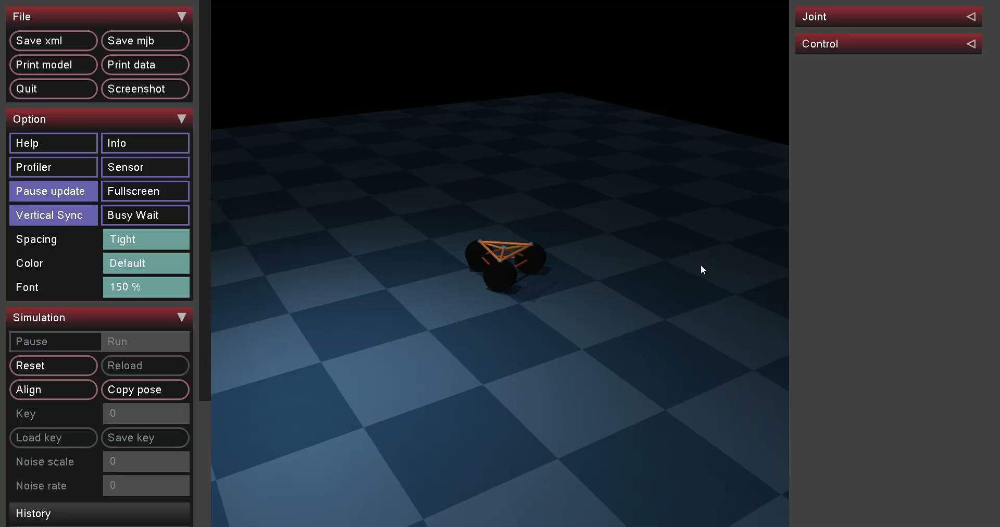 File
Save xml Save mjb
Print model Print data
Quit Screenshot
Option
Help Info
Profiler Sensor
Pause update Fullscreen
Vertical Sync Busy Wait
Spacing Tight
Color Default
Font 150 %
Simulation
Pause Run
Reset Reload
Align Copy pose
Key 0
Load key Save key
Noise scale 0
Noise rate 0
History
Joint
Control